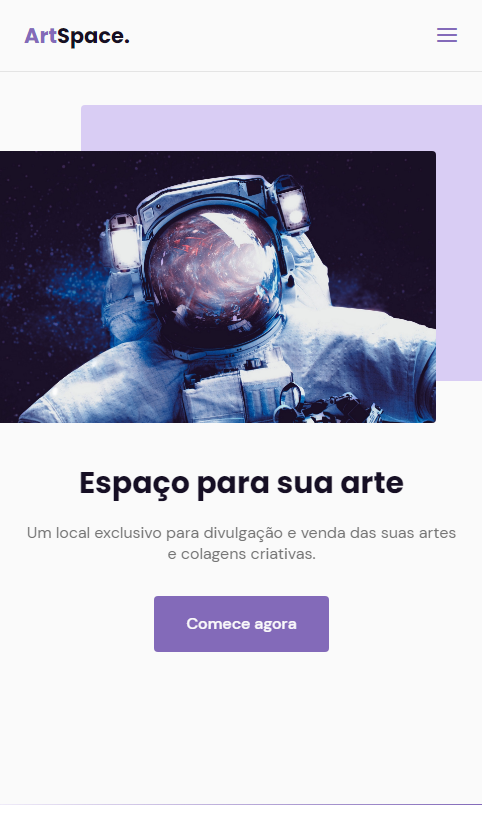 ArtSpace.
Espaço para sua arte
Um local exclusivo para divulgação e venda das suas artes
e colagens criativas.
Comece agora